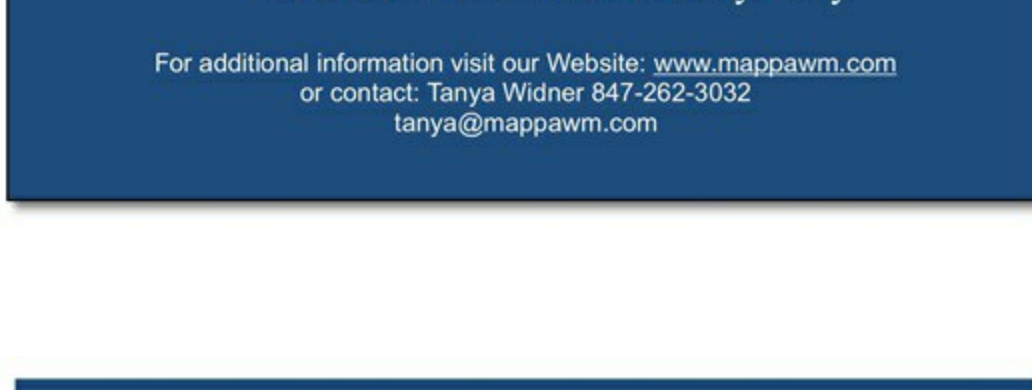 For additional information visit our Website: www.mappawm.com
or contact: Tanya Widner 847-262-3032
tanya@mappawm.com